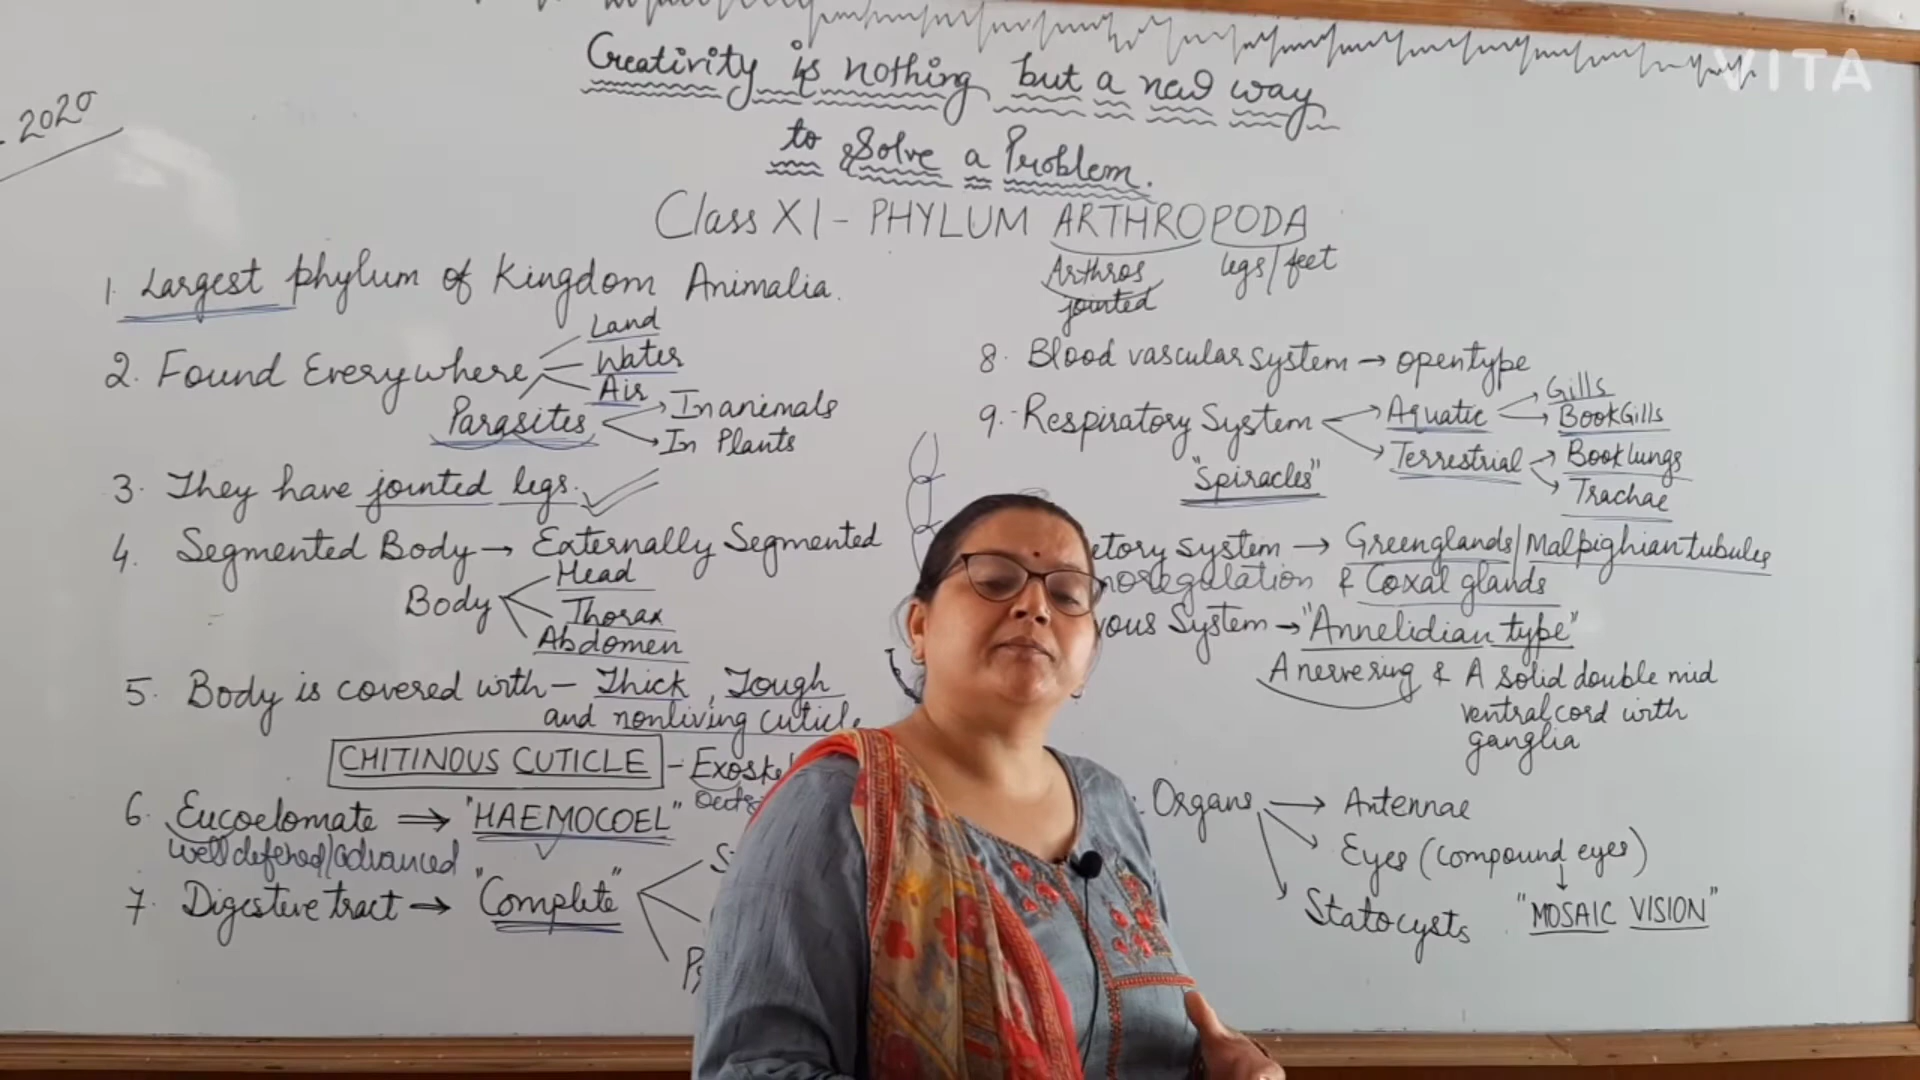 VITA
2020
Creativity is nothing but a new way
to Solve a Problem.
Class XI - PHYLUM ARTHROPODA
Arthros legs/feet
jointed
1. Largest phylum of Kingdom Animalia.
2. Found Everywhere
Land
Water
Air
Parasites
In animals
In Plants
3. They have jointed legs.
4. Segmented Body → Externally Segmented
Body
Head
Thorax
Abdomen
5. Body is covered with - Thick, Tough
and nonliving cuticle
CHITINOUS CUTICLE - Exoske
6. Eucoelomate ⇒ "HAEMOCOEL"
well defened/advanced
7. Digestive tract → "Complete"
8. Blood vascular system → open type
9. Respiratory System
Aquatic
Gills
Book Gills
Terrestrial
Book lungs
Trachae
"Spiracles"
etory system → Green glands/Malpighian tubules
moregulation & Coxal glands
vous System → "Annelidian type"
A nerve ring & A solid double mid
ventral cord with
ganglia
Organs → Antennae
Eyes (compound eyes)
Statocysts "MOSAIC VISION"